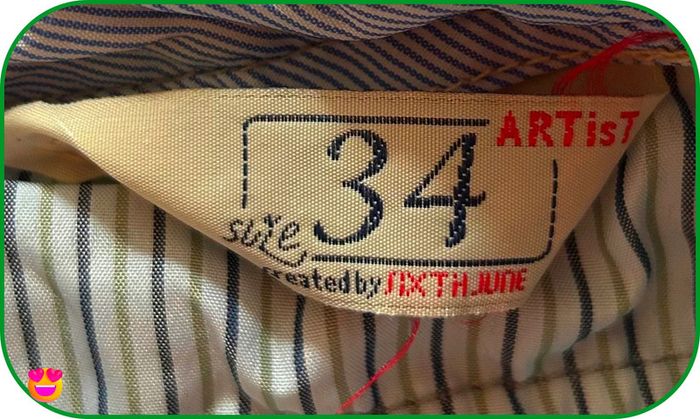 ARTisT
34
size
created by SIXTH JUNE